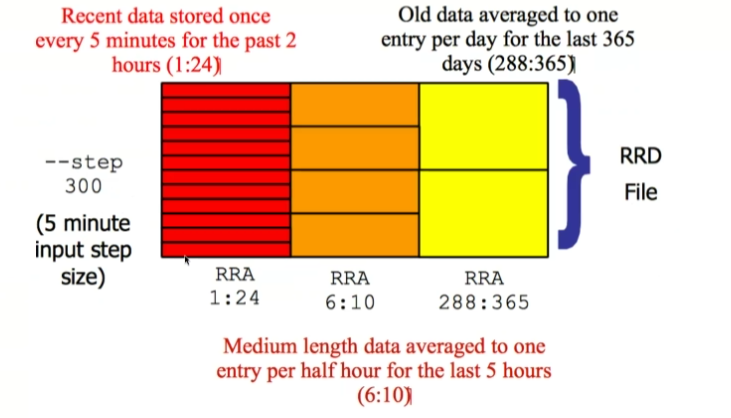 Recent data stored once
every 5 minutes for the past 2
hours (1:24)
Old data averaged to one
entry per day for the last 365
days (288:365)
--step
300
(5 minute
input step
size)
RRD
File
RRA
1:24
RRA
6:10
RRA
288:365
Medium length data averaged to one
entry per half hour for the last 5 hours
(6:10)